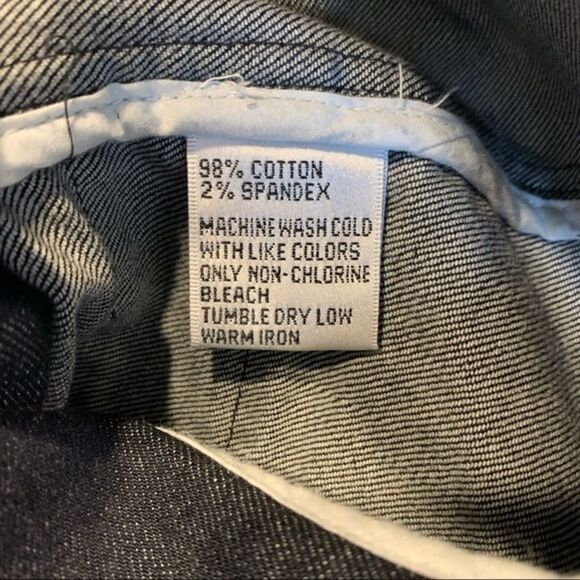 98% COTTON
2% SPANDEX
MACHINE WASH COLD
WITH LIKE COLORS
ONLY NON-CHLORINE
BLEACH
TUMBLE DRY LOW
WARM IRON